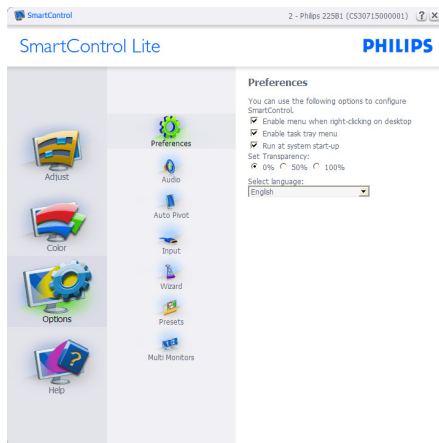 SmartControl
2 - Philips 225B1 (CS30715000001)
? X
SmartControl Lite
PHILIPS
Adjust
Color
Options
Help
Preferences
Audio
Auto Pivot
Input
Wizard
Presets
Multi Monitors
Preferences
You can use the following options to configure
SmartControl.
Enable menu when right-clicking on desktop
Enable task tray menu
Run at system start-up
Set Transparency:
0% 50% 100%
Select language:
English